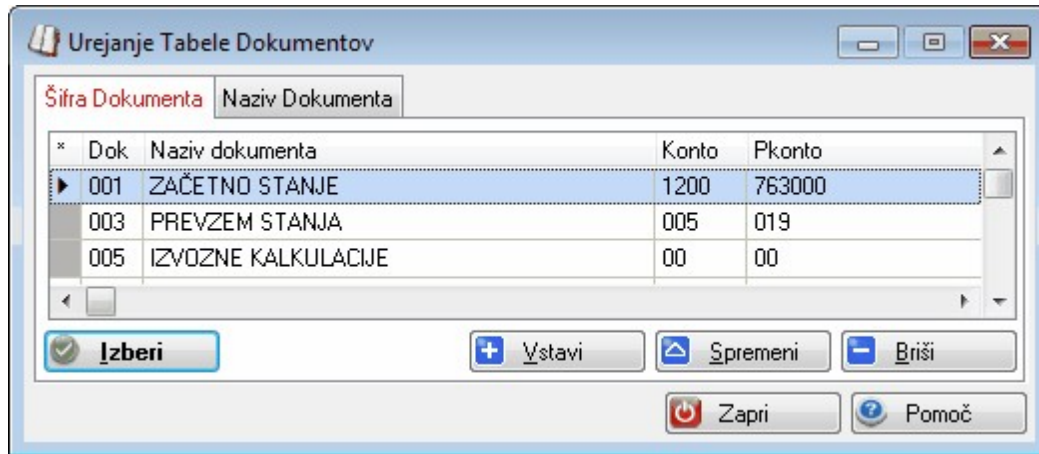 Urejanje Tabele Dokumentov
Šifra Dokumenta Naziv Dokumenta
* Dok Naziv dokumenta Konto Pkonto
001 ZAČETNO STANJE 1200 763000
003 PREVZEM STANJA 005 019
005 IZVOZNE KALKULACIJE 00 00
Izberi Vstavi Spremeni Briši
Zapri Pomoč